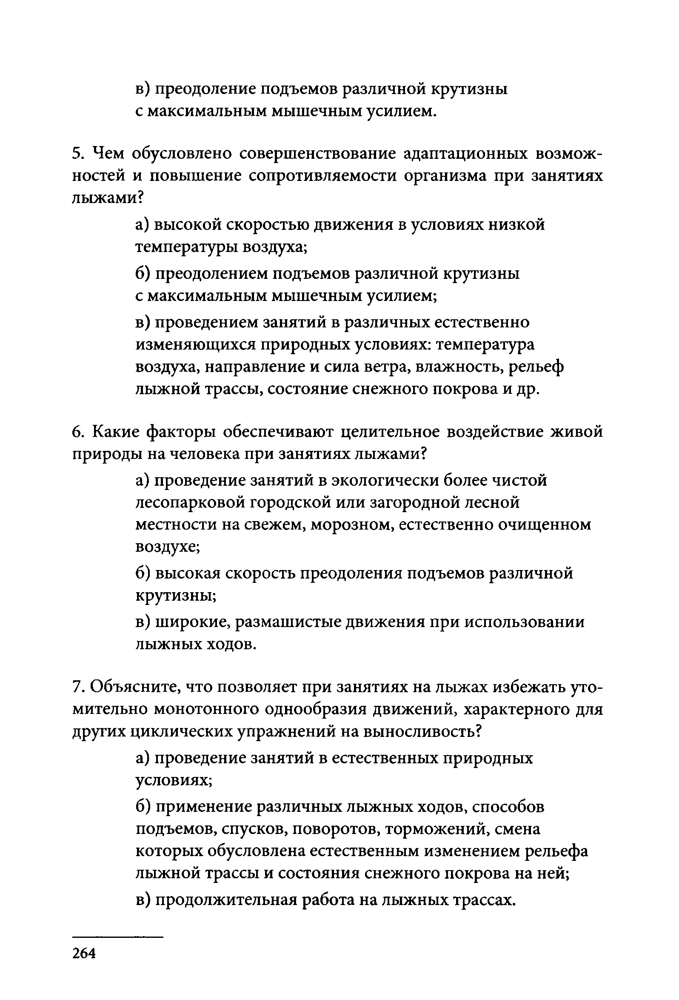 в) преодоление подъемов различной крутизны
с максимальным мышечным усилием.
5. Чем обусловлено совершенствование адаптационных возмож-
ностей и повышение сопротивляемости организма при занятиях
лыжами?
а) высокой скоростью движения в условиях низкой
температуры воздуха;
б) преодолением подъемов различной крутизны
с максимальным мышечным усилием;
в) проведением занятий в различных естественно
изменяющихся природных условиях: температура
воздуха, направление и сила ветра, влажность, рельеф
лыжной трассы, состояние снежного покрова и др.
6. Какие факторы обеспечивают целительное воздействие живой
природы на человека при занятиях лыжами?
а) проведение занятий в экологически более чистой
лесопарковой городской или загородной лесной
местности на свежем, морозном, естественно очищенном
воздухе;
б) высокая скорость преодоления подъемов различной
крутизны;
в) широкие, размашистые движения при использовании
лыжных ходов.
7. Объясните, что позволяет при занятиях на лыжах избежать уто-
мительно монотонного однообразия движений, характерного для
других циклических упражнений на выносливость?
а) проведение занятий в естественных природных
условиях;
б) применение различных лыжных ходов, способов
подъемов, спусков, поворотов, торможений, смена
которых обусловлена естественным изменением рельефа
лыжной трассы и состояния снежного покрова на ней;
в) продолжительная работа на лыжных трассах.
264